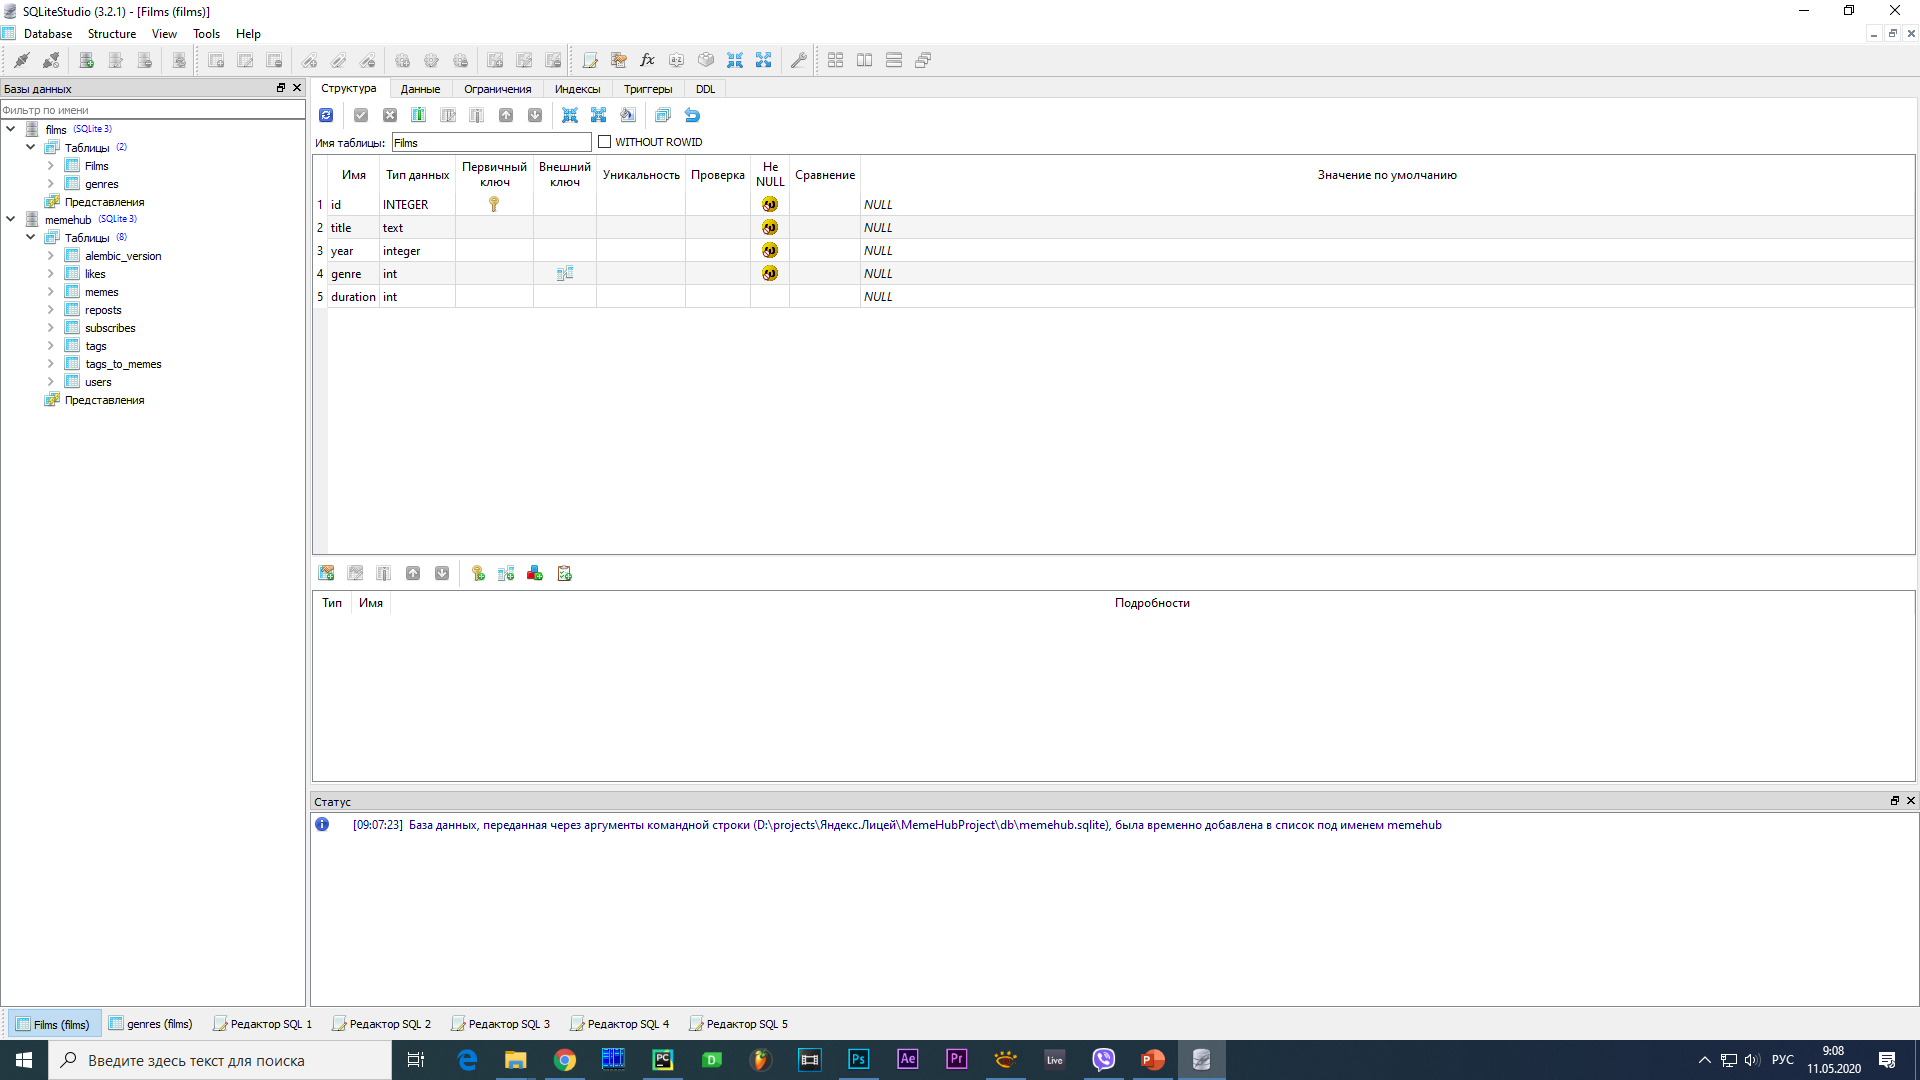 SQLiteStudio (3.2.1) - [Films (films)]
Database Structure View Tools Help
Базы данных
Фильтр по имени
films (SQLite 3)
Таблицы (2)
Films
genres
Представления
memehub (SQLite 3)
Таблицы (8)
alembic_version
likes
memes
reposts
subscribes
tags
tags_to_memes
users
Представления
Структура Данные Ограничения Индексы Триггеры DDL
Имя таблицы: Films WITHOUT ROWID
Имя Тип данных Первичный ключ Внешний ключ Уникальность Проверка Не NULL Сравнение Значение по умолчанию
1 id INTEGER NULL
2 title text NULL
3 year integer NULL
4 genre int NULL
5 duration int NULL
Тип Имя Подробности
Статус
[09:07:23] База данных, переданная через аргументы командной строки (D:\projects\Яндекс.Лицей\MemeHubProject\db\memehub.sqlite), была временно добавлена в список под именем memehub
Films (films) genres (films) Редактор SQL 1 Редактор SQL 2 Редактор SQL 3 Редактор SQL 4 Редактор SQL 5
Введите здесь текст для поиска
PC D Ps Ae Pr Live P
РУС
9:08
11.05.2020